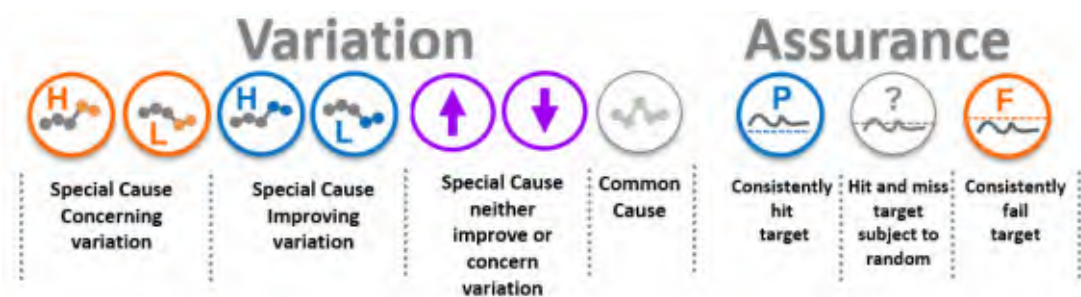 Variation
Assurance
H
L
H
L
P
?
F
Special Cause
Concerning
variation
Special Cause
Improving
variation
Special Cause
neither
improve or
concern
variation
Common
Cause
Consistently
hit
target
Hit and miss
target
subject to
random
Consistently
fail
target